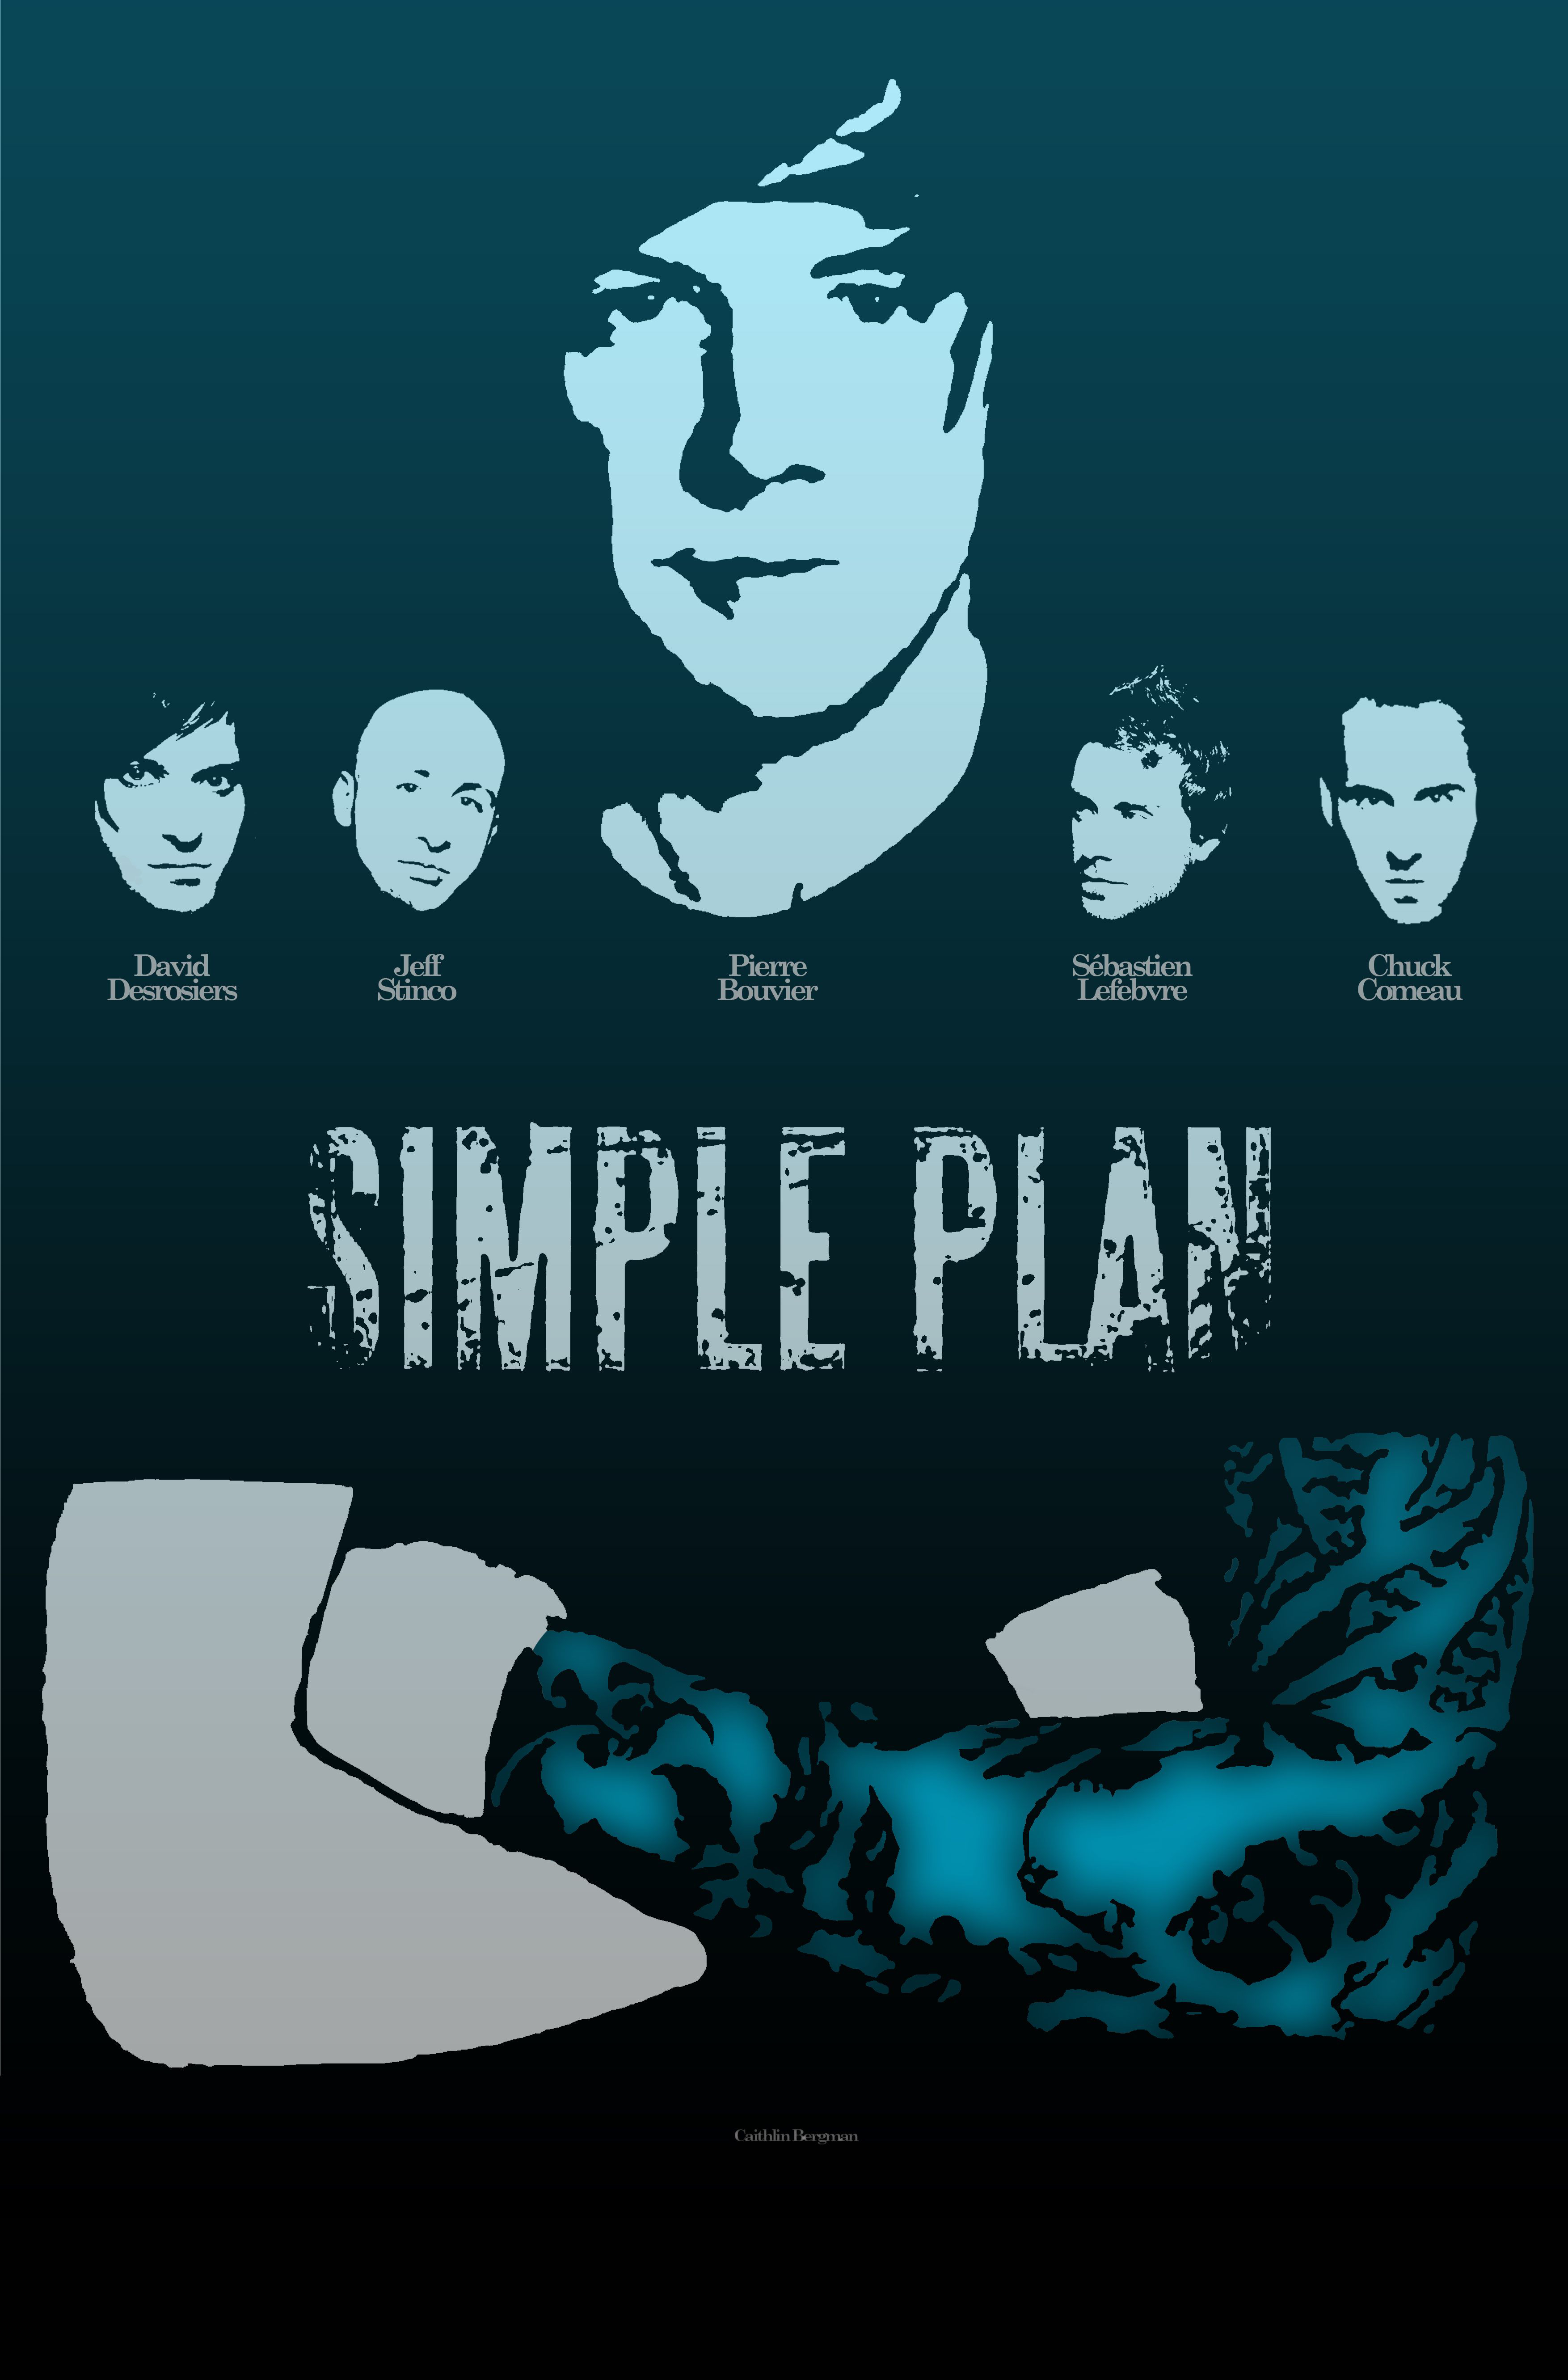 David
Desrosiers
Jeff
Stinco
Pierre
Bouvier
Sébastien
Lefebvre
Chuck
Comeau
SIMPLE PLAN
Caithlin Bergman